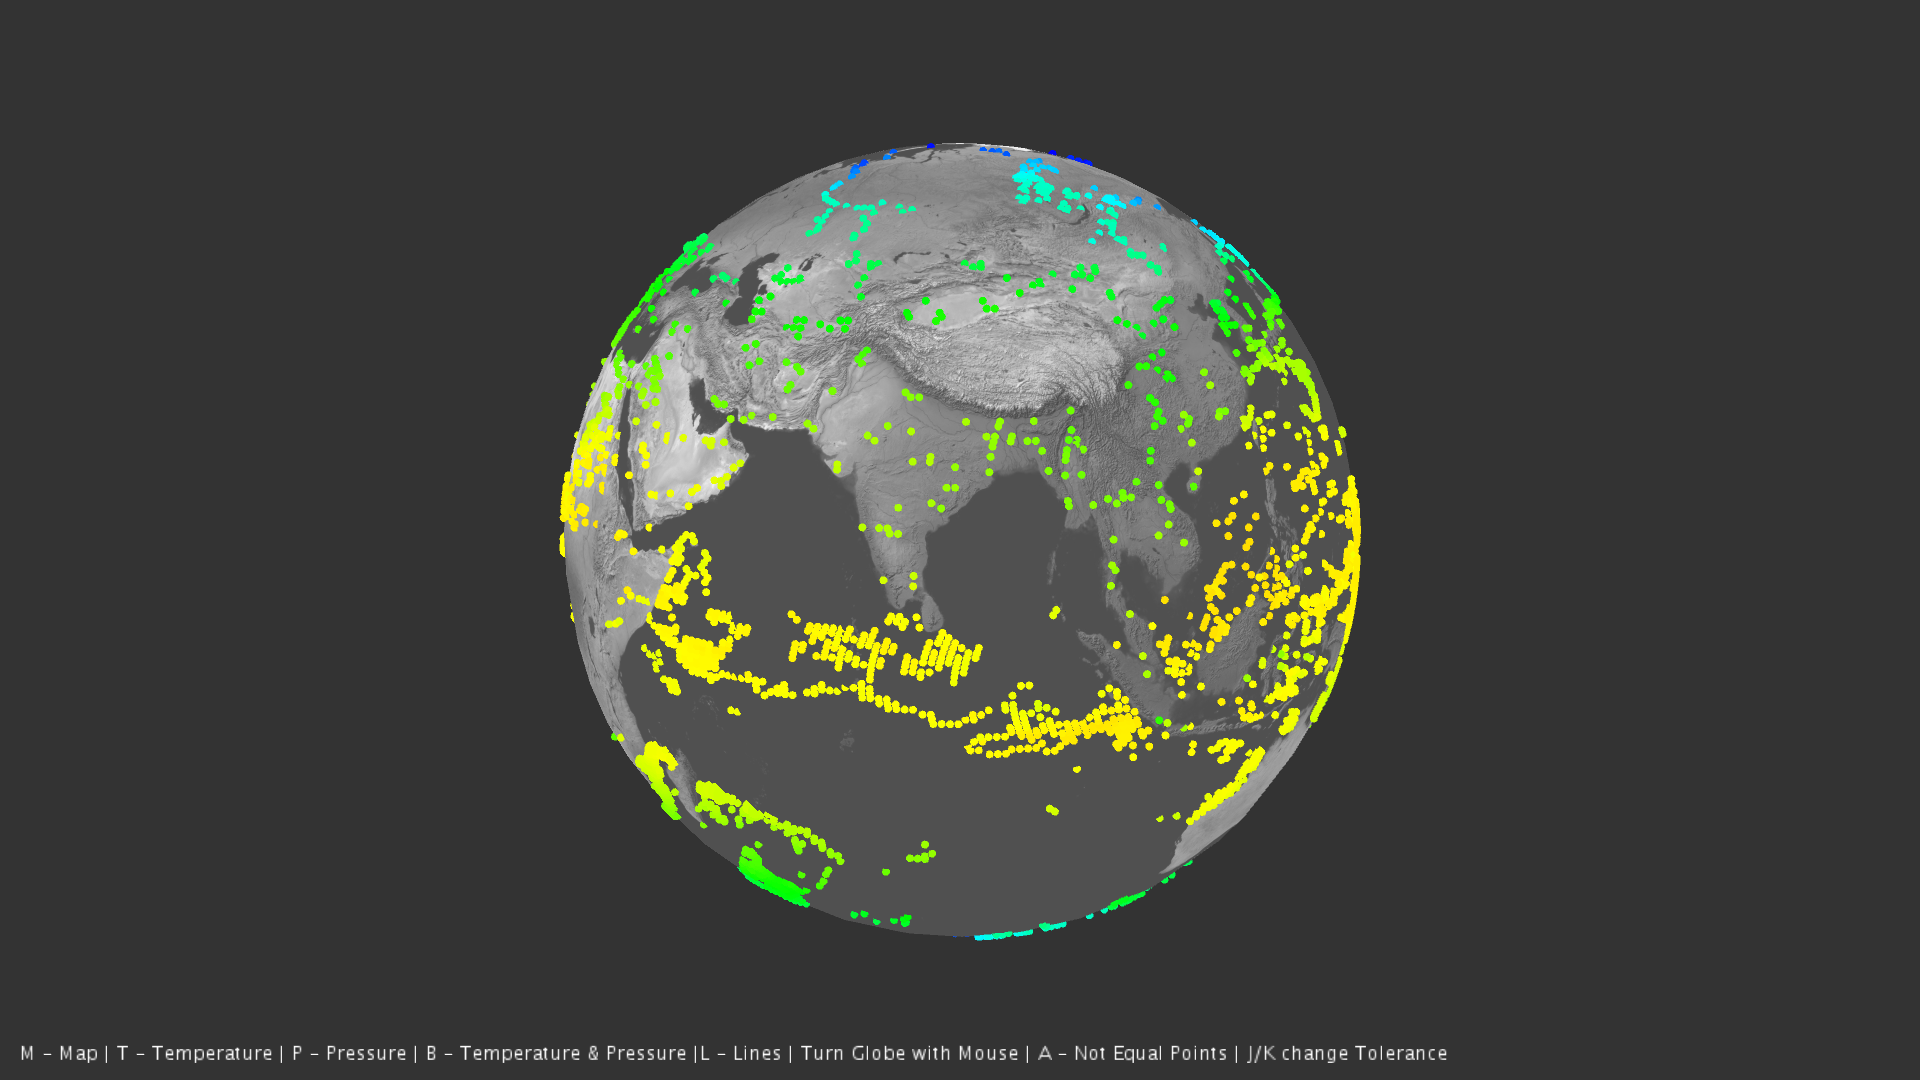 M – Map | T – Temperature | P – Pressure | B – Temperature & Pressure |L – Lines | Turn Globe with Mouse | A – Not Equal Points | J/K change Tolerance